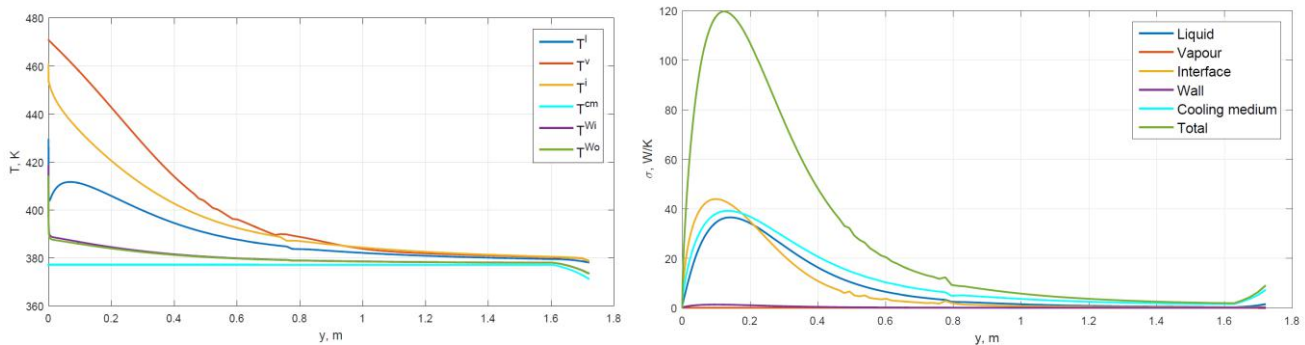 480
460
440
420
400
380
360
T, K
0
0.2
0.4
0.6
0.8
1
1.2
1.4
1.6
1.8
y, m
T^l
T^v
T^i
T^cm
T^Wi
T^Wo
120
100
80
60
40
20
0
σ, W/K
0
0.2
0.4
0.6
0.8
1
1.2
1.4
1.6
1.8
y, m
Liquid
Vapour
Interface
Wall
Cooling medium
Total